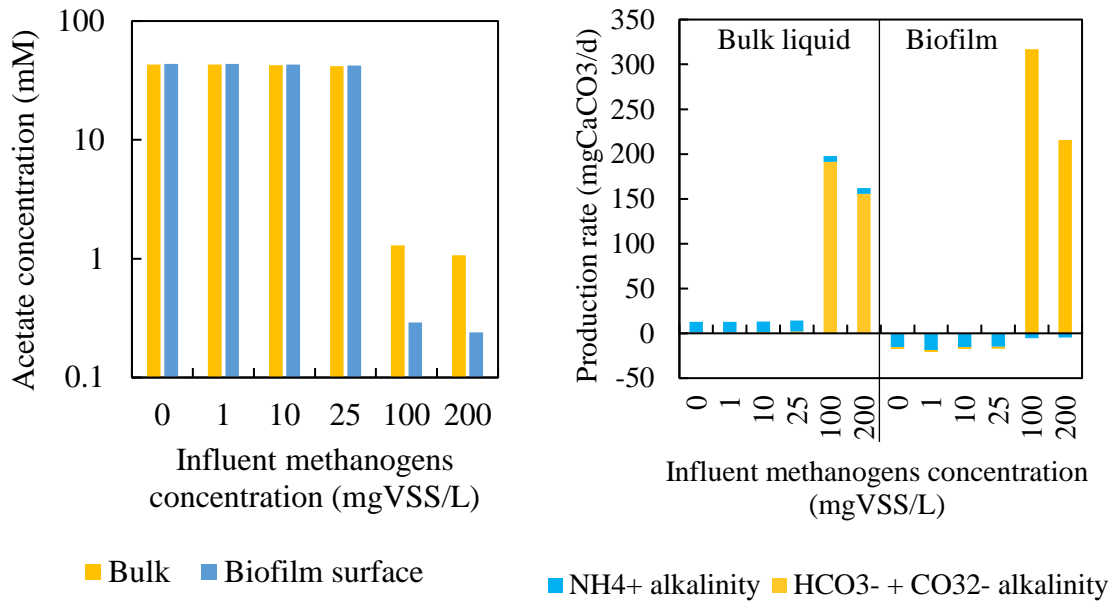 Acetate concentration (mM)
100
10
1
0.1
0 1 10 25 100 200
Influent methanogens
concentration (mgVSS/L)
Bulk Biofilm surface
Production rate (mgCaCO3/d)
350
300
250
200
150
100
50
0
-50
Bulk liquid Biofilm
0 1 10 25 100 200 0 1 10 25 100 200
Influent methanogens concentration
(mgVSS/L)
NH4+ alkalinity HCO3- + CO32- alkalinity